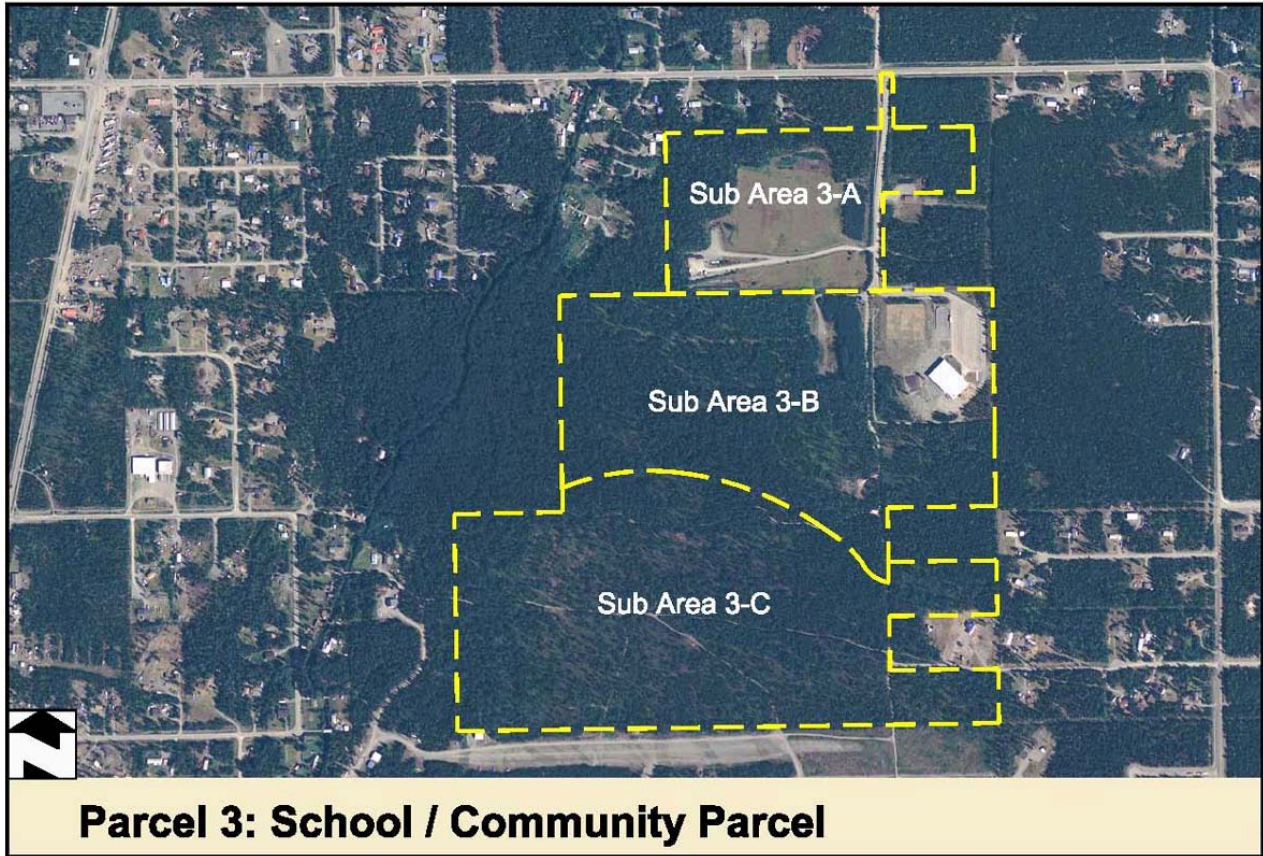 Sub Area 3-A
Sub Area 3-B
Sub Area 3-C
N
Parcel 3: School / Community Parcel